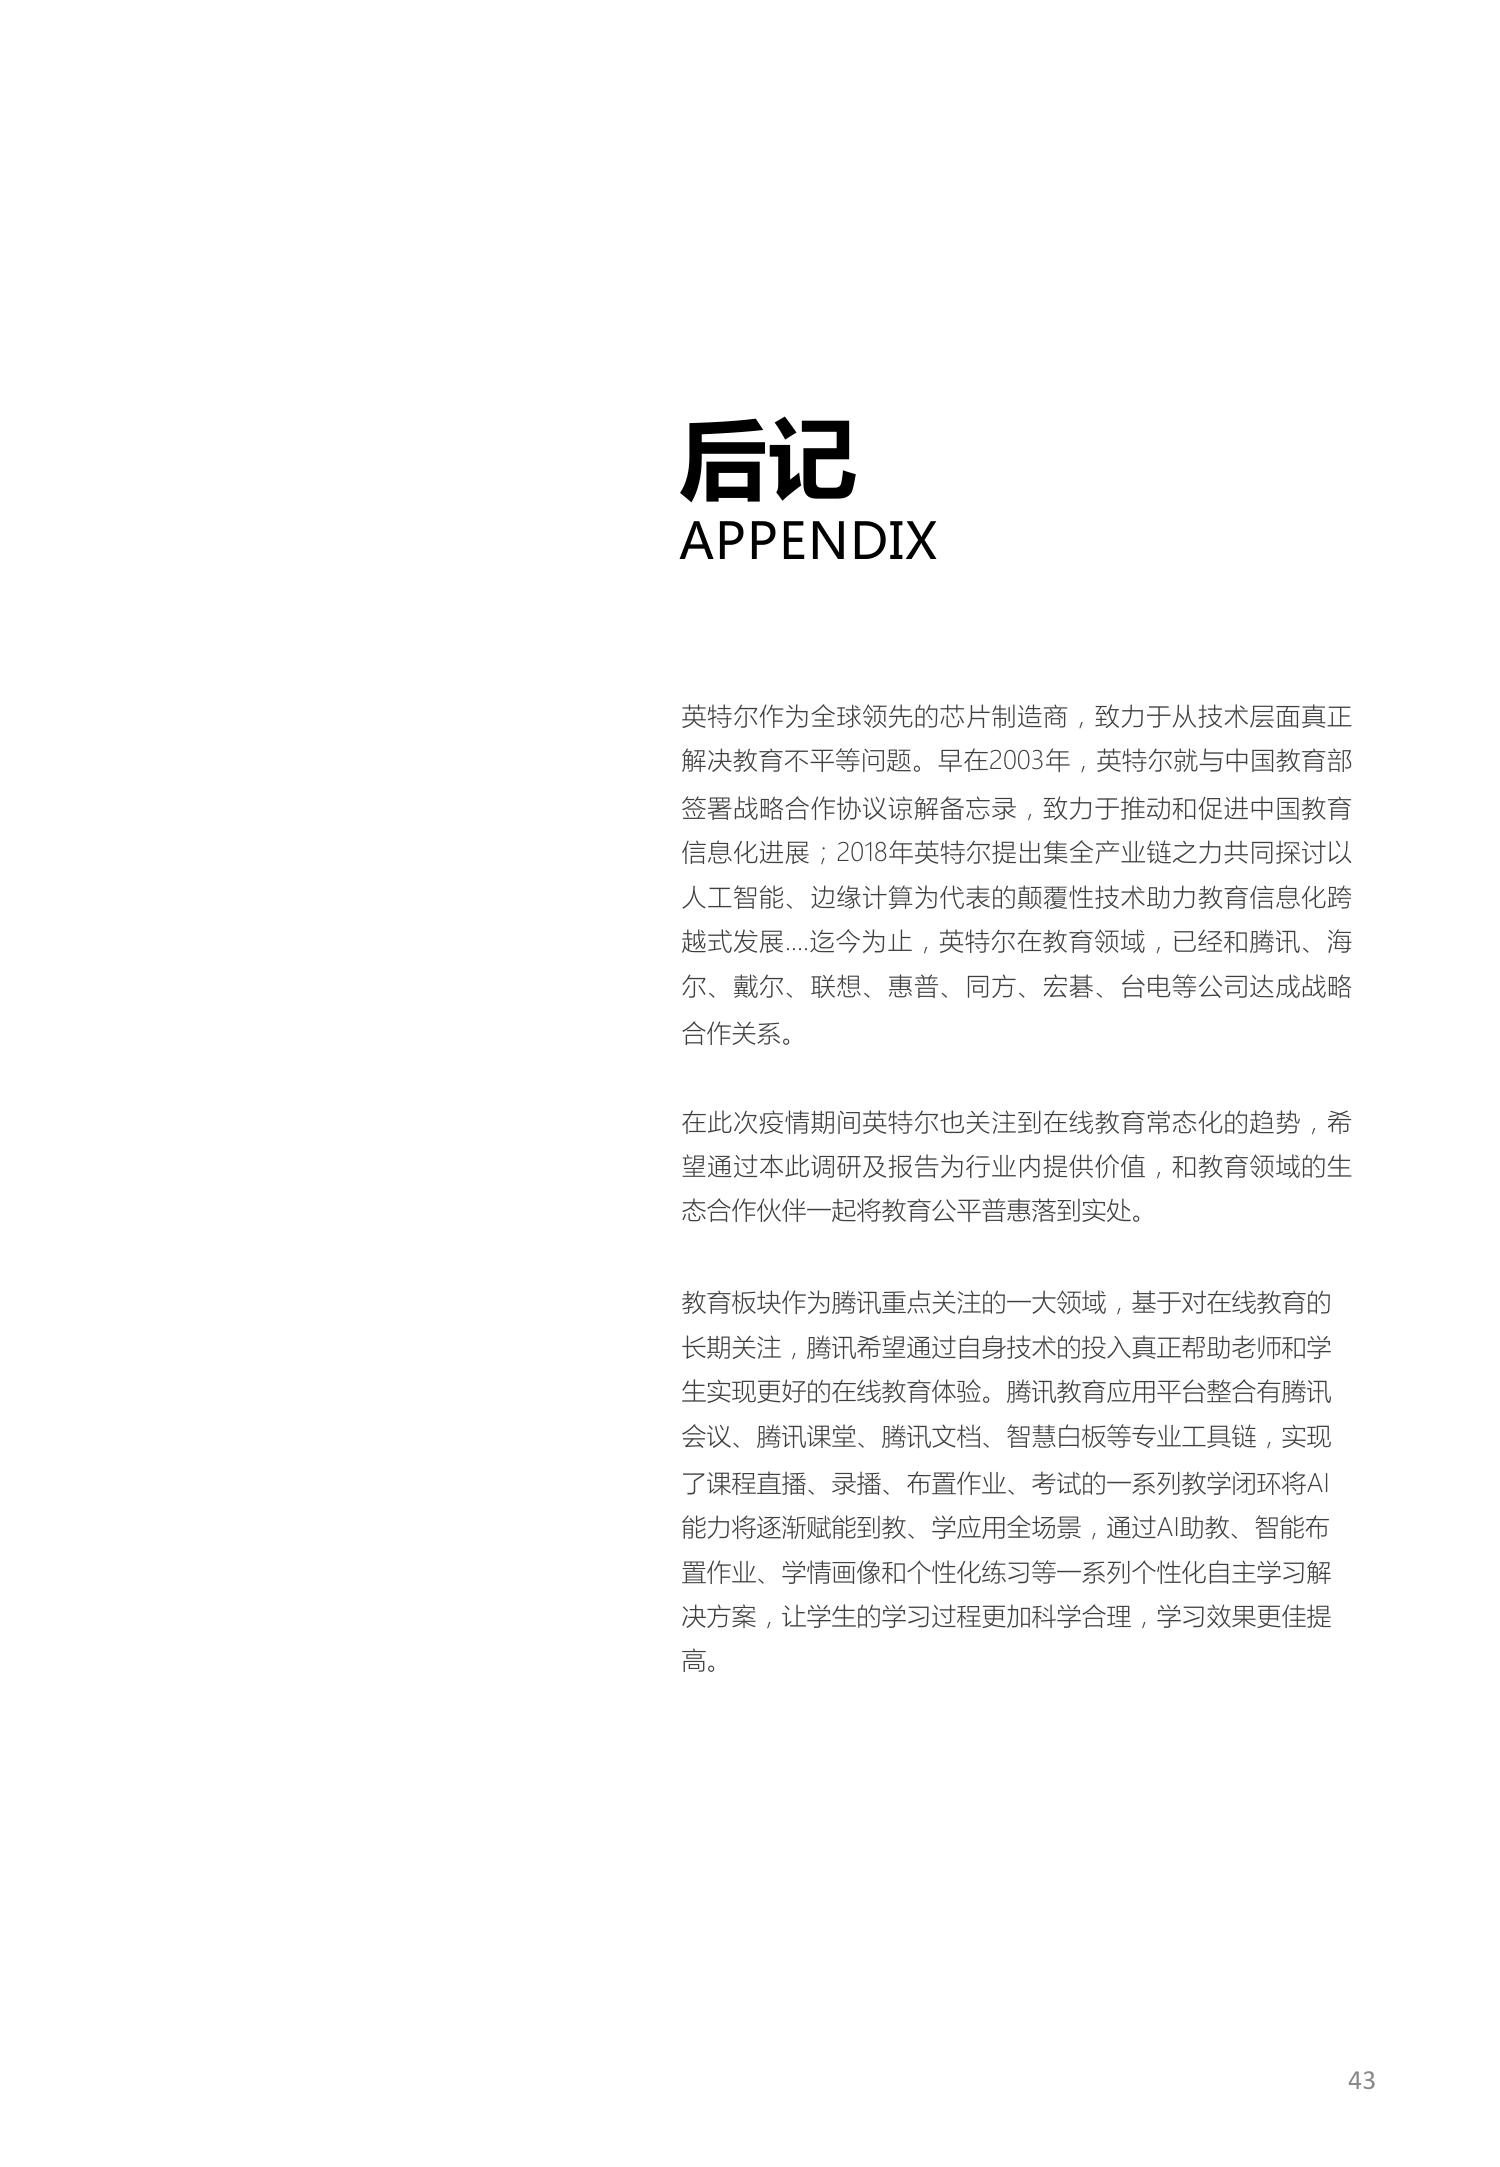 后记
APPENDIX
英特尔作为全球领先的芯片制造商，致力于从技术层面真正
解决教育不平等问题。早在2003年，英特尔就与中国教育部
签署战略合作协议谅解备忘录，致力于推动和促进中国教育
信息化进展；2018年英特尔提出集全产业链之力共同探讨以
人工智能、边缘计算为代表的颠覆性技术助力教育信息化跨
越式发展....迄今为止，英特尔在教育领域，已经和腾讯、海
尔、戴尔、联想、惠普、同方、宏碁、台电等公司达成战略
合作关系。
在此次疫情期间英特尔也关注到在线教育常态化的趋势，希
望通过本此调研及报告为行业内提供价值，和教育领域的生
态合作伙伴一起将教育公平普惠落到实处。
教育板块作为腾讯重点关注的一大领域，基于对在线教育的
长期关注，腾讯希望通过自身技术的投入真正帮助老师和学
生实现更好的在线教育体验。腾讯教育应用平台整合有腾讯
会议、腾讯课堂、腾讯文档、智慧白板等专业工具链，实现
了课程直播、录播、布置作业、考试的一系列教学闭环将AI
能力将逐渐赋能到教、学应用全场景，通过AI助教、智能布
置作业、学情画像和个性化练习等一系列个性化自主学习解
决方案，让学生的学习过程更加科学合理，学习效果更佳提
高。
43